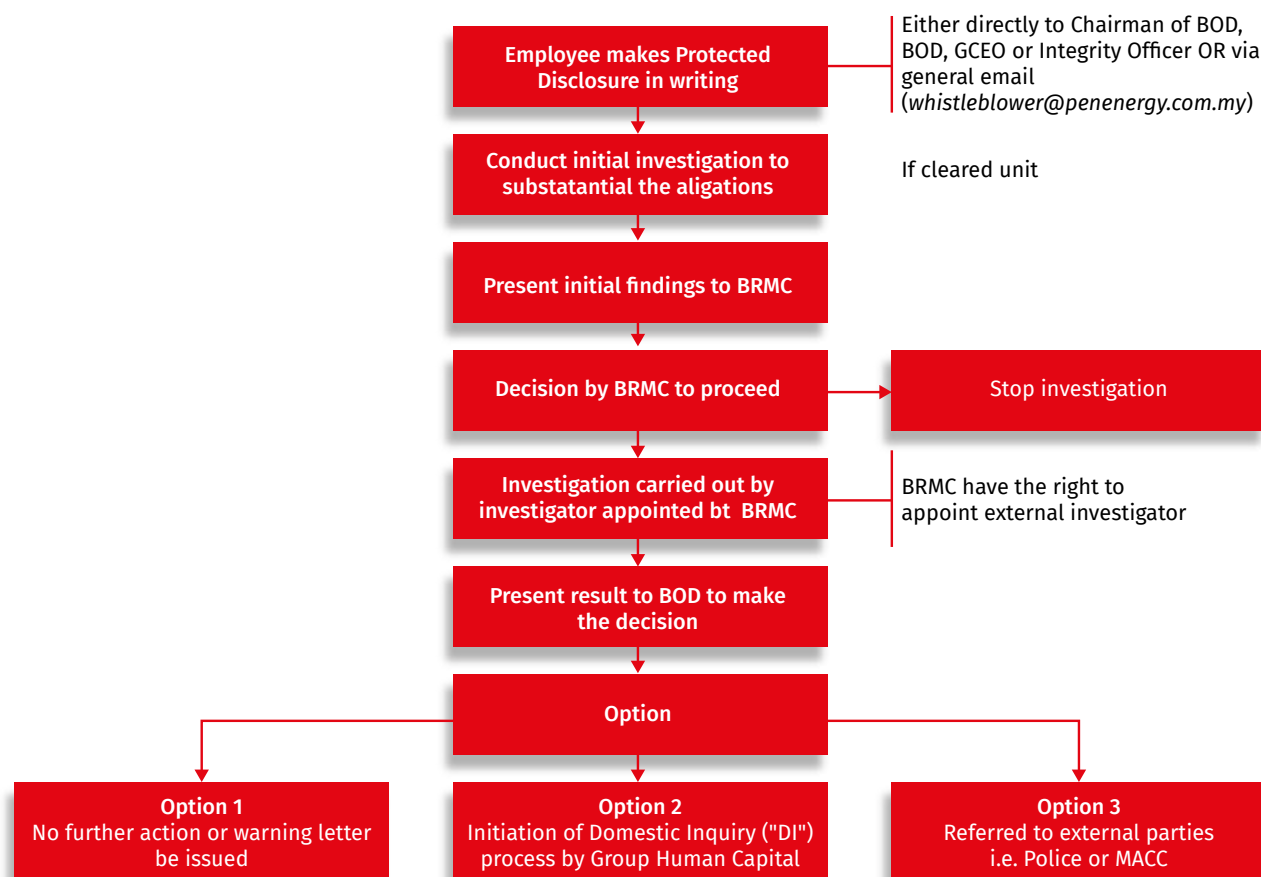 Employee makes Protected
Disclosure in writing
Either directly to Chairman of BOD,
BOD, GCEO or Integrity Officer OR via
general email
(whistleblower@penenergy.com.my)
Conduct initial investigation to
substatantial the aligations
If cleared unit
Present initial findings to BRMC
Decision by BRMC to proceed
Stop investigation
Investigation carried out by
investigator appointed bt BRMC
BRMC have the right to
appoint external investigator
Present result to BOD to make
the decision
Option
Option 1
No further action or warning letter
be issued
Option 2
Initiation of Domestic Inquiry ("DI")
process by Group Human Capital
Option 3
Referred to external parties
i.e. Police or MACC